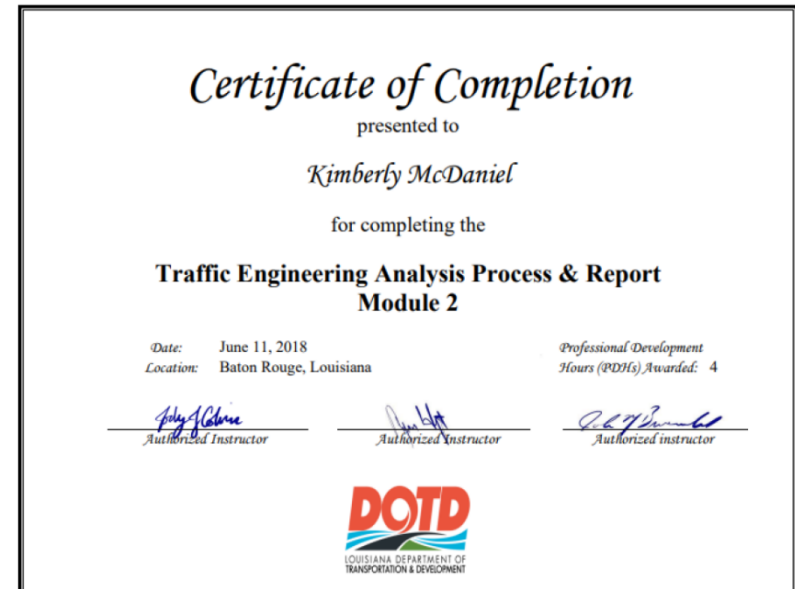 Certificate of Completion
presented to
Kimberly McDaniel
for completing the
Traffic Engineering Analysis Process & Report
Module 2
Date: June 11, 2018
Location: Baton Rouge, Louisiana
Professional Development
Hours (PDHs) Awarded: 4
Authorized Instructor
Authorized Instructor
Authorized instructor
DOTD
LOUISIANA DEPARTMENT OF
TRANSPORTATION & DEVELOPMENT